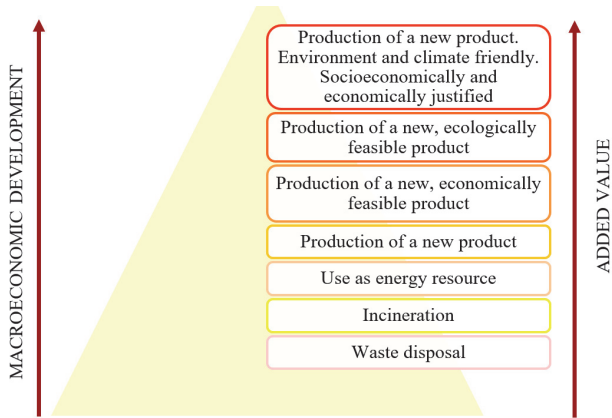 MACROECONOMIC DEVELOPMENT
Production of a new product.
Environment and climate friendly.
Socioeconomically and
economically justified
Production of a new, ecologically
feasible product
Production of a new, economically
feasible product
Production of a new product
Use as energy resource
Incineration
Waste disposal
ADDED VALUE